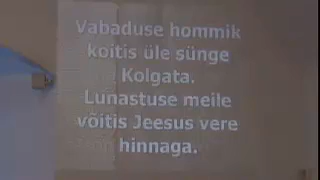 Vabaduse hommik
koitis üle sünge
Kolgata.
Lunastuse meile
võitis Jeesus vere
hinnaga.